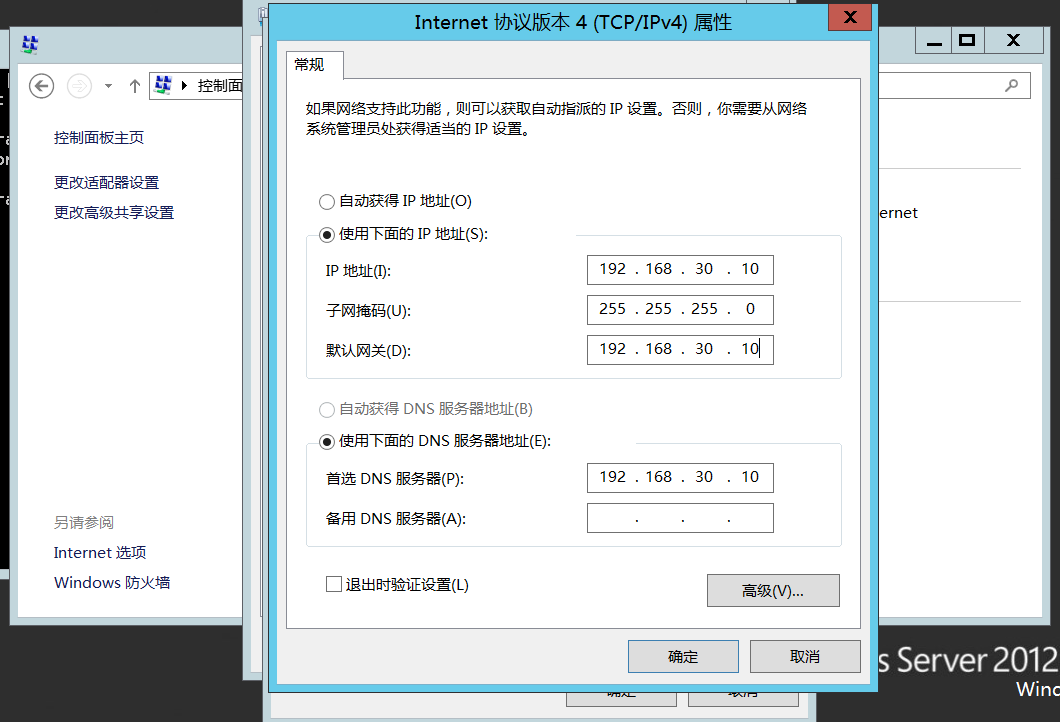 Internet 协议版本 4 (TCP/IPv4) 属性
常规
如果网络支持此功能，则可以获取自动指派的 IP 设置。否则，你需要从网络
系统管理员处获得适当的 IP 设置。
自动获得 IP 地址(O)
使用下面的 IP 地址(S):
IP 地址(I):
192 . 168 . 30 . 10
子网掩码(U):
255 . 255 . 255 . 0
默认网关(D):
192 . 168 . 30 . 10
自动获得 DNS 服务器地址(B)
使用下面的 DNS 服务器地址(E):
首选 DNS 服务器(P):
192 . 168 . 30 . 10
备用 DNS 服务器(A):
. . .
退出时验证设置(L)
高级(V)...
确定
取消
控制面
控制面板主页
更改适配器设置
更改高级共享设置
另请参阅
Internet 选项
Windows 防火墙
ernet
s Server 2012
Wind
确定
取消